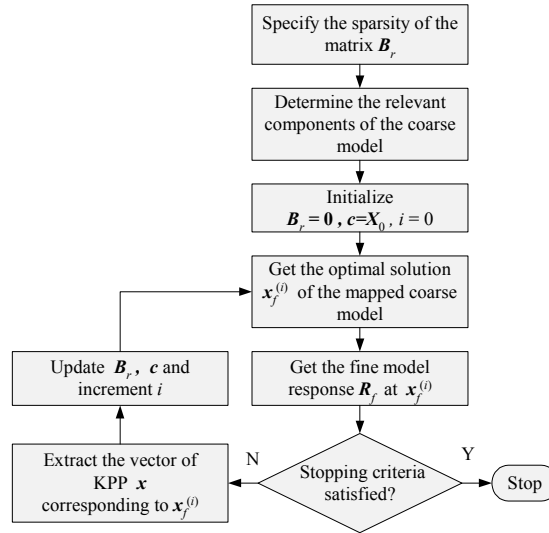 Specify the sparsity of the
matrix B_r
Determine the relevant
components of the coarse
model
Initialize
B_r = 0 , c=X_0 , i = 0
Get the optimal solution
x_f^{(i)} of the mapped coarse
model
Update B_r , c and
increment i
Get the fine model
response R_f at x_f^{(i)}
Extract the vector of
KPP x
corresponding to x_f^{(i)}
N
Stopping criteria
satisfied?
Y
Stop